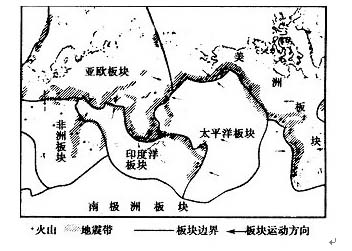 亚欧板块
美
洲
板
块
非洲
板块
印度洋
板块
太平洋板块
南极洲板块
火山 地震带 板块边界 板块运动方向